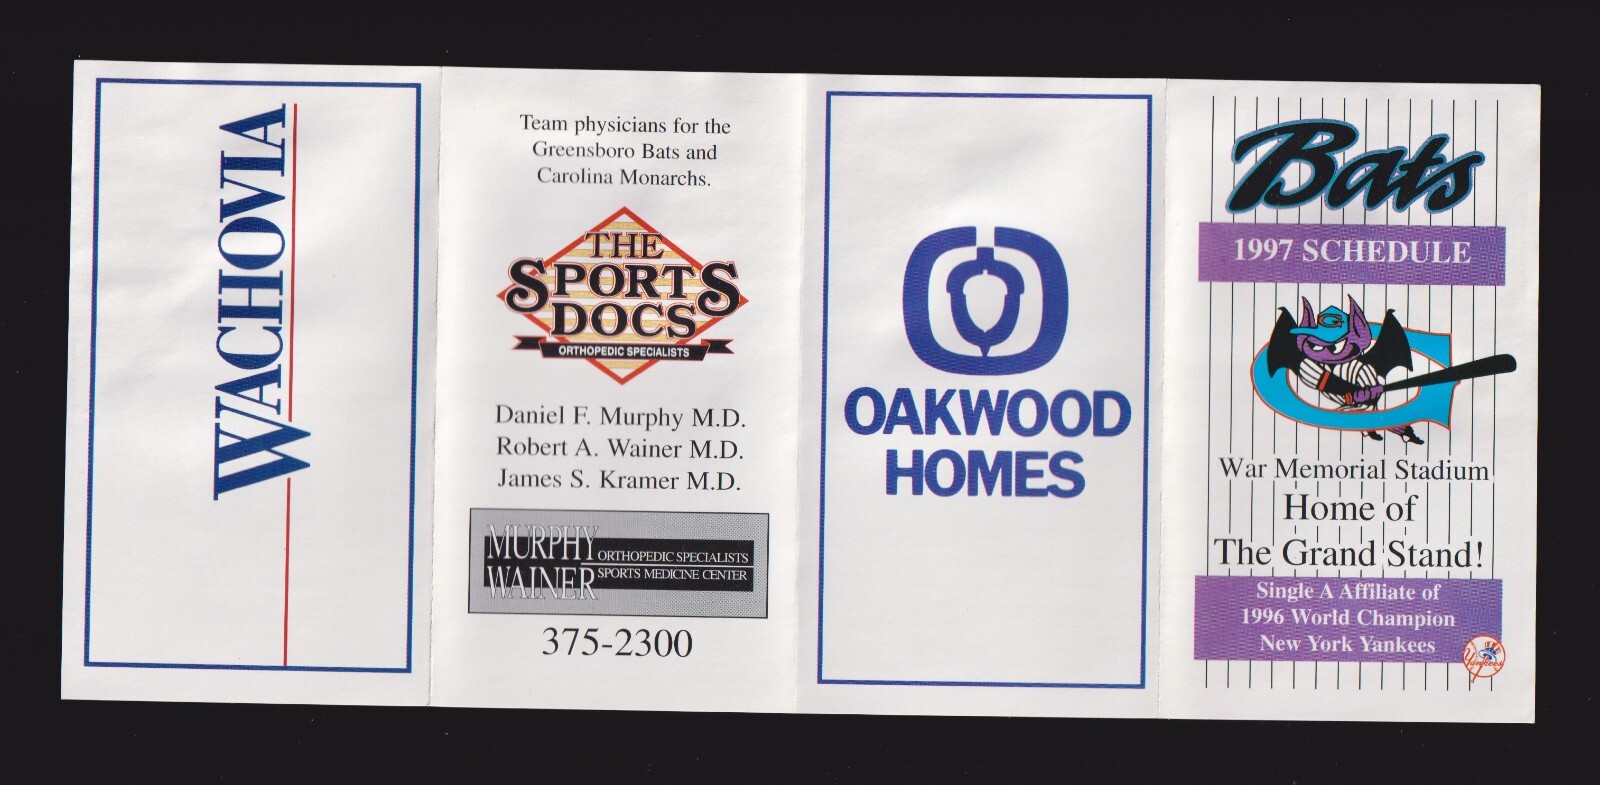 WACHOVIA
Team physicians for the
Greensboro Bats and
Carolina Monarchs.
THE
SPORTS
DOCS
ORTHOPEDIC SPECIALISTS
Daniel F. Murphy M.D.
Robert A. Wainer M.D.
James S. Kramer M.D.
MURPHY ORTHOPEDIC SPECIALISTS
WAINER SPORTS MEDICINE CENTER
375-2300
OAKWOOD
HOMES
Bats
1997 SCHEDULE
G
War Memorial Stadium
Home of
The Grand Stand!
Single A Affiliate of
1996 World Champion
New York Yankees
Yankees